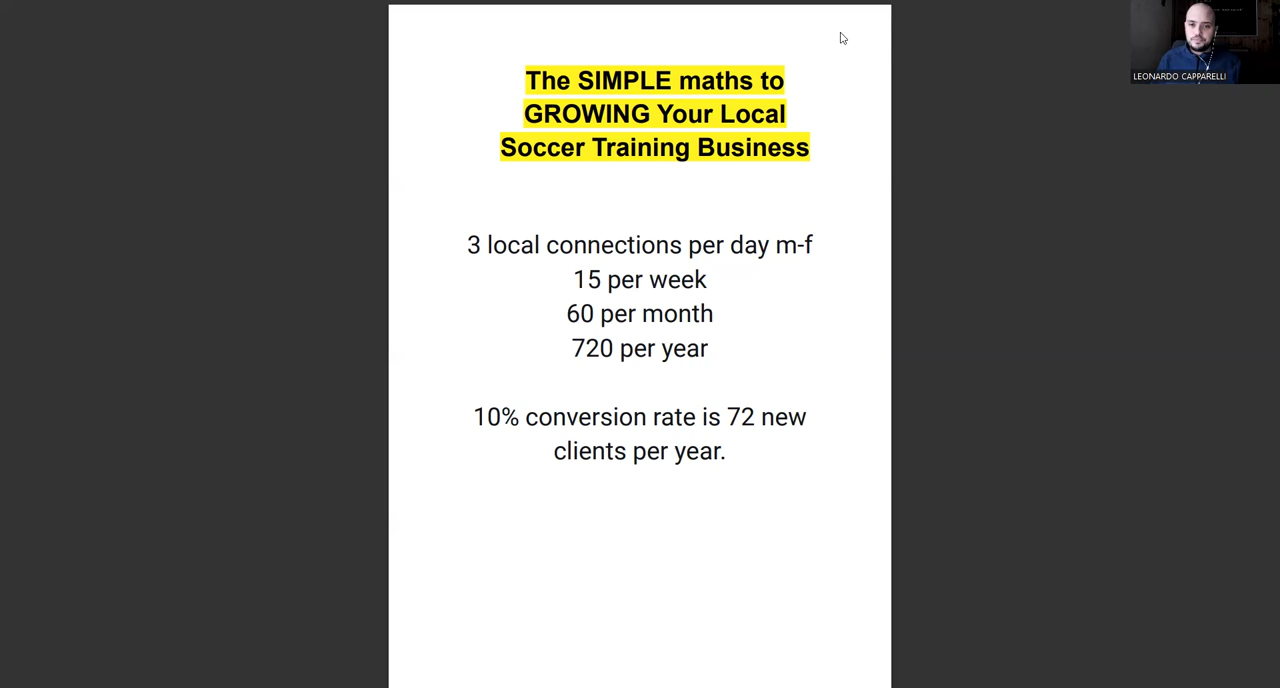 The SIMPLE maths to
GROWING Your Local
Soccer Training Business
3 local connections per day m-f
15 per week
60 per month
720 per year
10% conversion rate is 72 new
clients per year.
LEONARDO CAPPARELLI